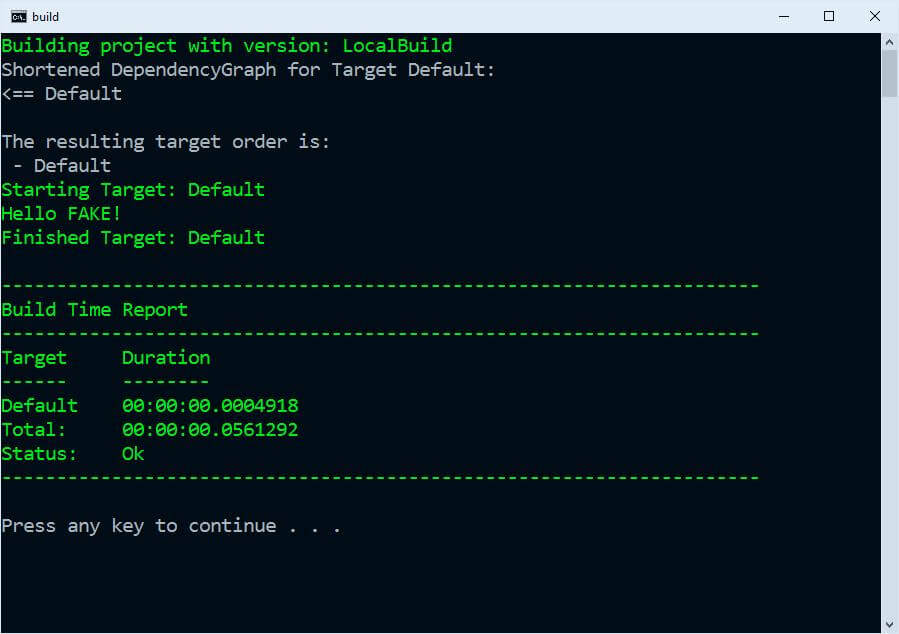 build
Building project with version: LocalBuild
Shortened DependencyGraph for Target Default:
<== Default
The resulting target order is:
 - Default
Starting Target: Default
Hello FAKE!
Finished Target: Default
---------------------------------------------------------------------
Build Time Report
---------------------------------------------------------------------
Target     Duration
------     --------
Default    00:00:00.0004918
Total:     00:00:00.0561292
Status:    Ok
---------------------------------------------------------------------
Press any key to continue . . .